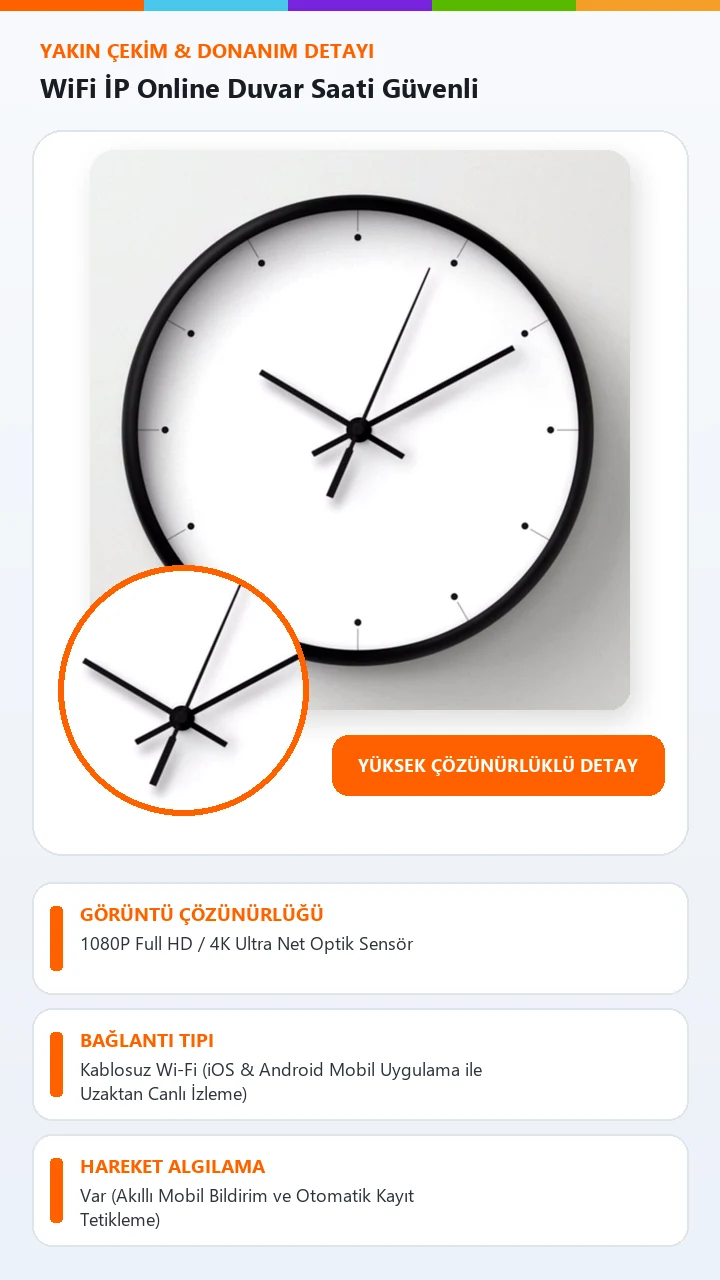 YAKIN ÇEKİM & DONANIM DETAYI
WiFi İP Online Duvar Saati Güvenli
YÜKSEK ÇÖZÜNÜRLÜKLÜ DETAY
GÖRÜNTÜ ÇÖZÜNÜRLÜĞÜ
1080P Full HD / 4K Ultra Net Optik Sensör
BAĞLANTI TIPI
Kablosuz Wi-Fi (iOS & Android Mobil Uygulama ile
Uzaktan Canlı İzleme)
HAREKET ALGILAMA
Var (Akıllı Mobil Bildirim ve Otomatik Kayıt
Tetikleme)